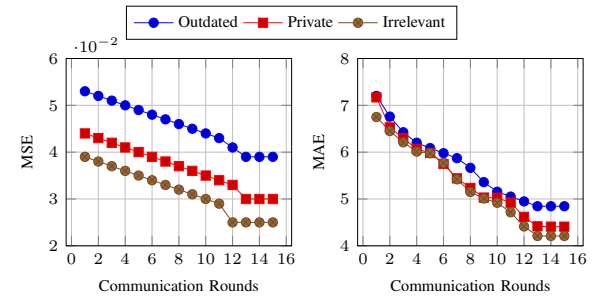 Outdated Private Irrelevant
·10−2
6
5
4
3
2
MSE
0 2 4 6 8 10 12 14 16
Communication Rounds
8
7
6
5
4
MAE
0 2 4 6 8 10 12 14 16
Communication Rounds